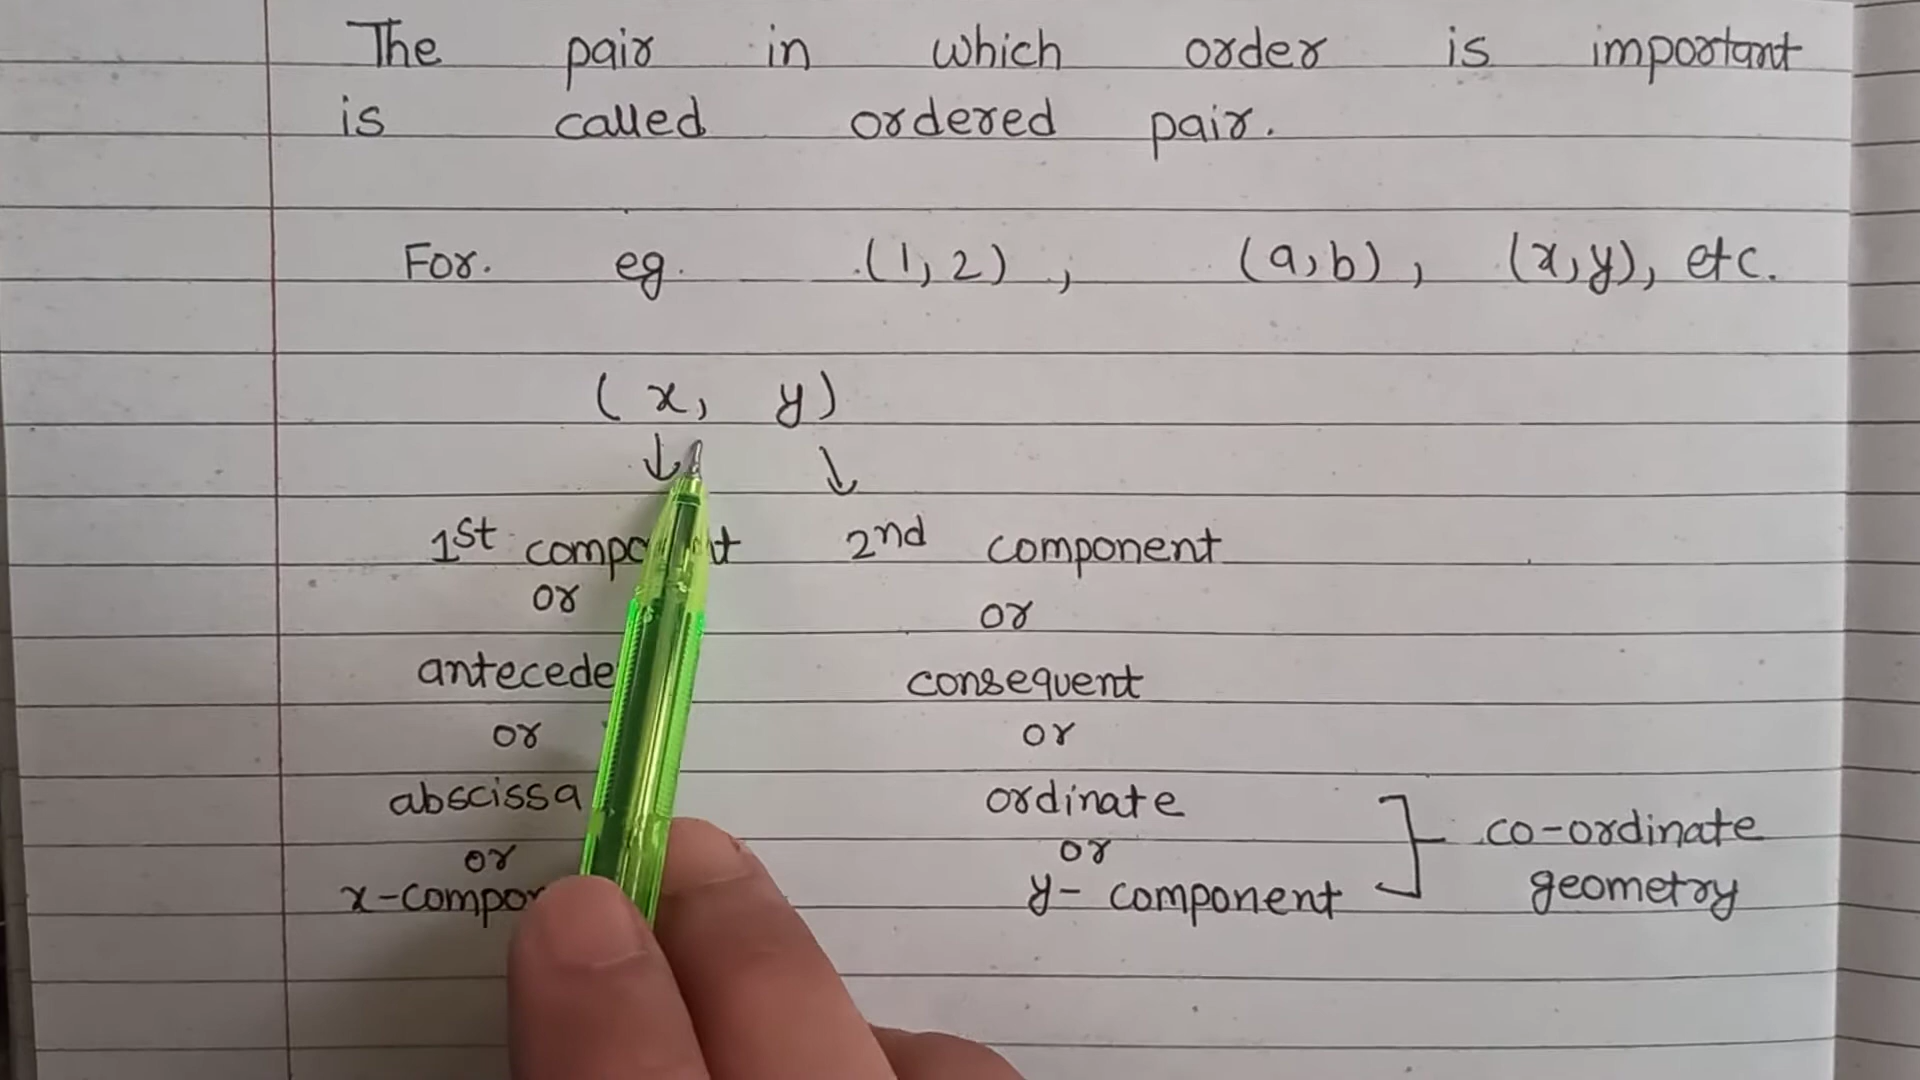 The pair in which order is important
is called ordered pair.
For. eg. (1,2), (a,b), (x,y), etc.
(x, y)
↓ ↓
1st 2nd component
or or
consequent
or or
abscissa ordinate
or or co-ordinate
y-component geometry